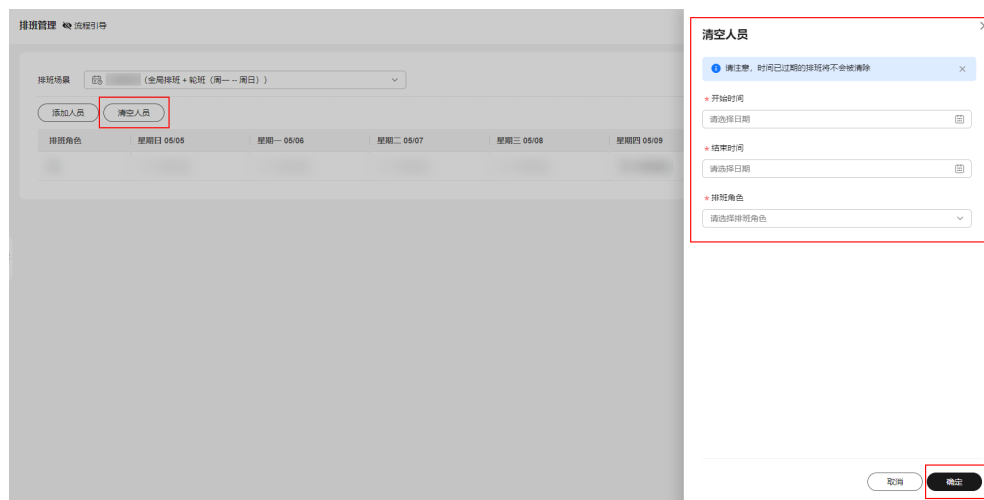 排班管理 流程引导
排班场景 （全局排班 + 轮班（周一 -- 周日））
添加人员 清空人员
排班角色 星期日 05/05 星期一 05/06 星期二 05/07 星期三 05/08 星期四 05/09
清空人员
请注意，时间已过期的排班将不会被清除
* 开始时间
请选择日期
* 结束时间
请选择日期
* 排班角色
请选择排班角色
取消 确定